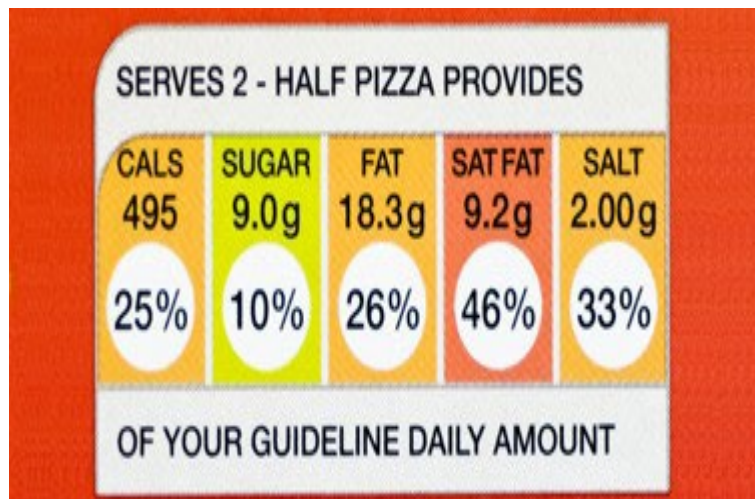 SERVES 2 - HALF PIZZA PROVIDES
CALS SUGAR FAT SAT FAT SALT
495 9.0g 18.3g 9.2g 2.00g
25% 10% 26% 46% 33%
OF YOUR GUIDELINE DAILY AMOUNT